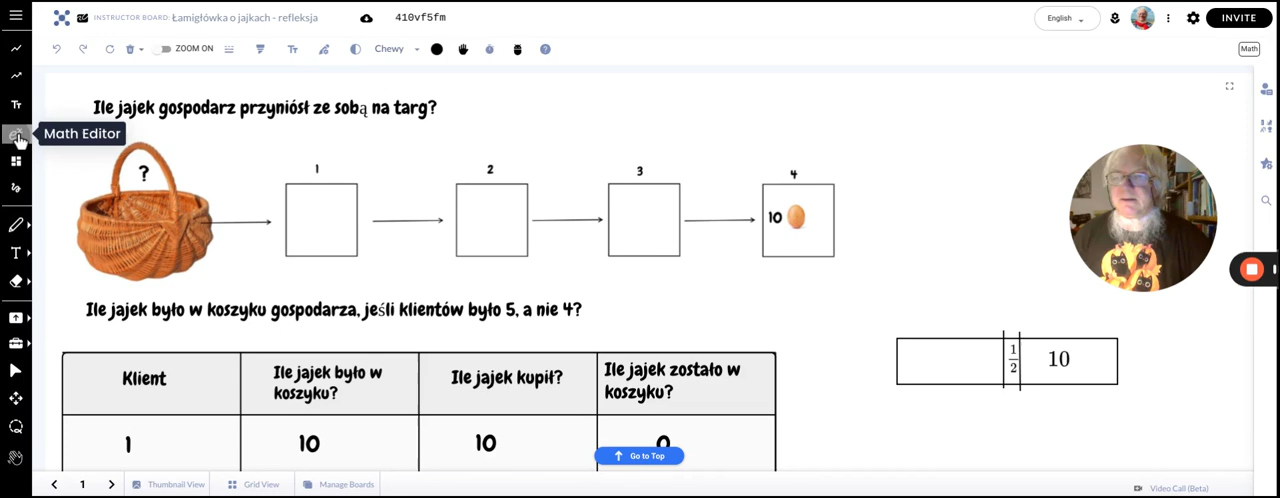 INSTRUCTOR BOARD: Łamigłówka o jajkach - refleksja
410vf5fm
English
INVITE
ZOOM ON
Tт
Chewy
Math
Tт
Math Editor
T
Ile jajek gospodarz przyniósł ze sobą na targ?
?
1
2
3
4
10
Ile jajek było w koszyku gospodarza, jeśli klientów było 5, a nie 4?
1/2 10
Klient
Ile jajek było w
koszyku?
Ile jajek kupił?
Ile jajek zostało w
koszyku?
1
10
10
0
Go to Top
1
Thumbnail View
Grid View
Manage Boards
Video Call (Beta)